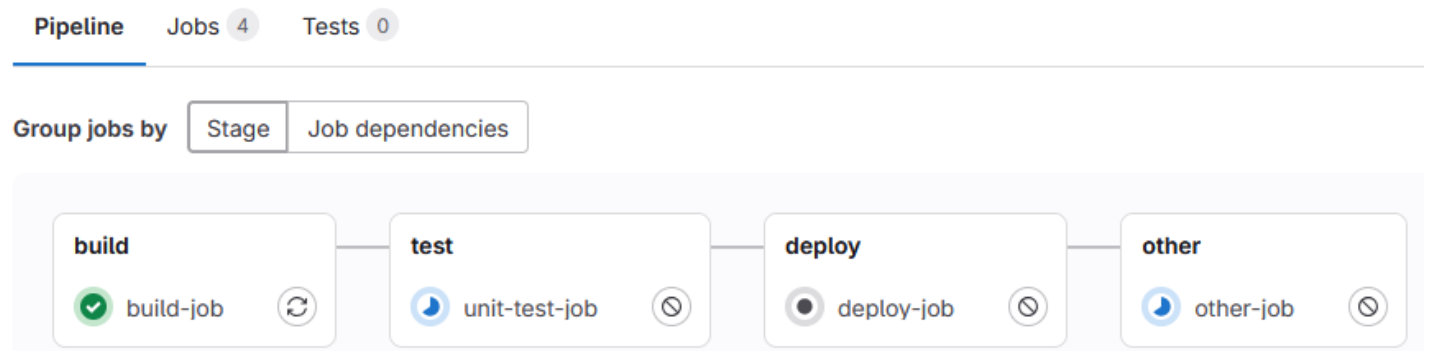 Pipeline Jobs 4 Tests 0
Group jobs by Stage Job dependencies
build test deploy other
build-job unit-test-job deploy-job other-job